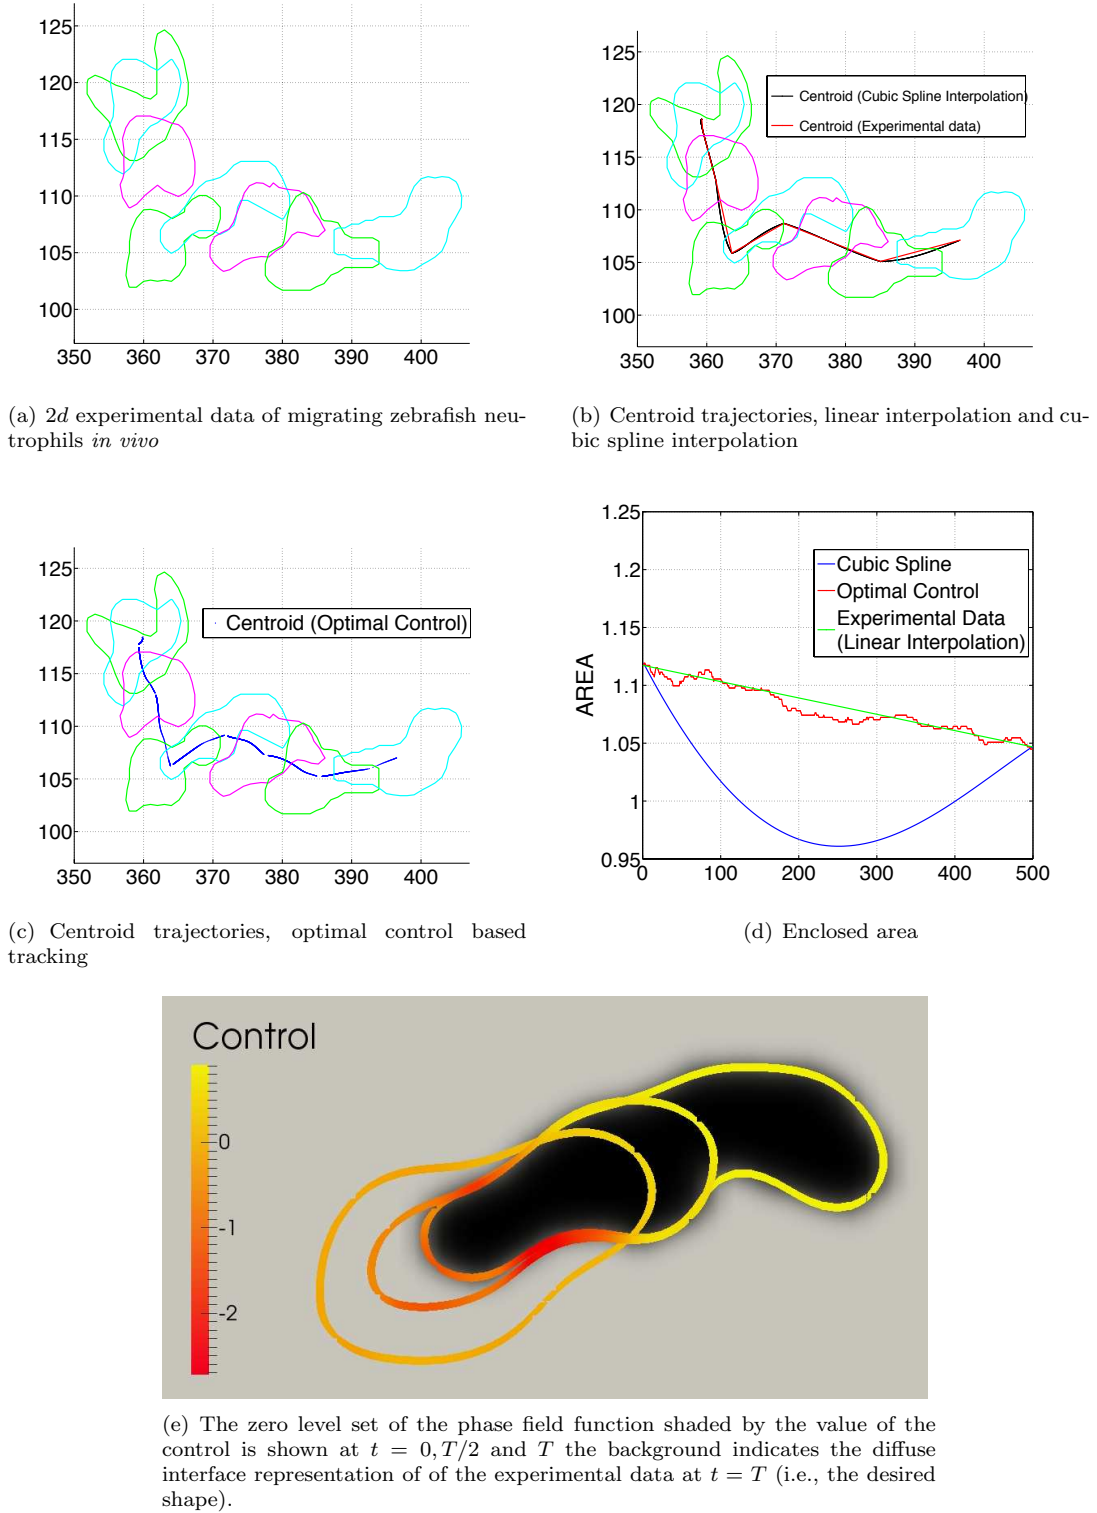 125
120
115
110
105
100
350 360 370 380 390 400
(a) 2d experimental data of migrating zebrafish neu-
trophils in vivo
125
120
115
110
105
100
350 360 370 380 390 400
Centroid (Cubic Spline Interpolation)
Centroid (Experimental data)
(b) Centroid trajectories, linear interpolation and cu-
bic spline interpolation
125
120
115
110
105
100
350 360 370 380 390 400
Centroid (Optimal Control)
(c) Centroid trajectories, optimal control based
tracking
1.25
1.2
1.15
1.1
1.05
1
0.95
0 100 200 300 400 500
AREA
Cubic Spline
Optimal Control
Experimental Data
(Linear Interpolation)
(d) Enclosed area
Control
0
-1
-2
(e) The zero level set of the phase field function shaded by the value of the
control is shown at t = 0, T/2 and T the background indicates the diffuse
interface representation of of the experimental data at t = T (i.e., the desired
shape).